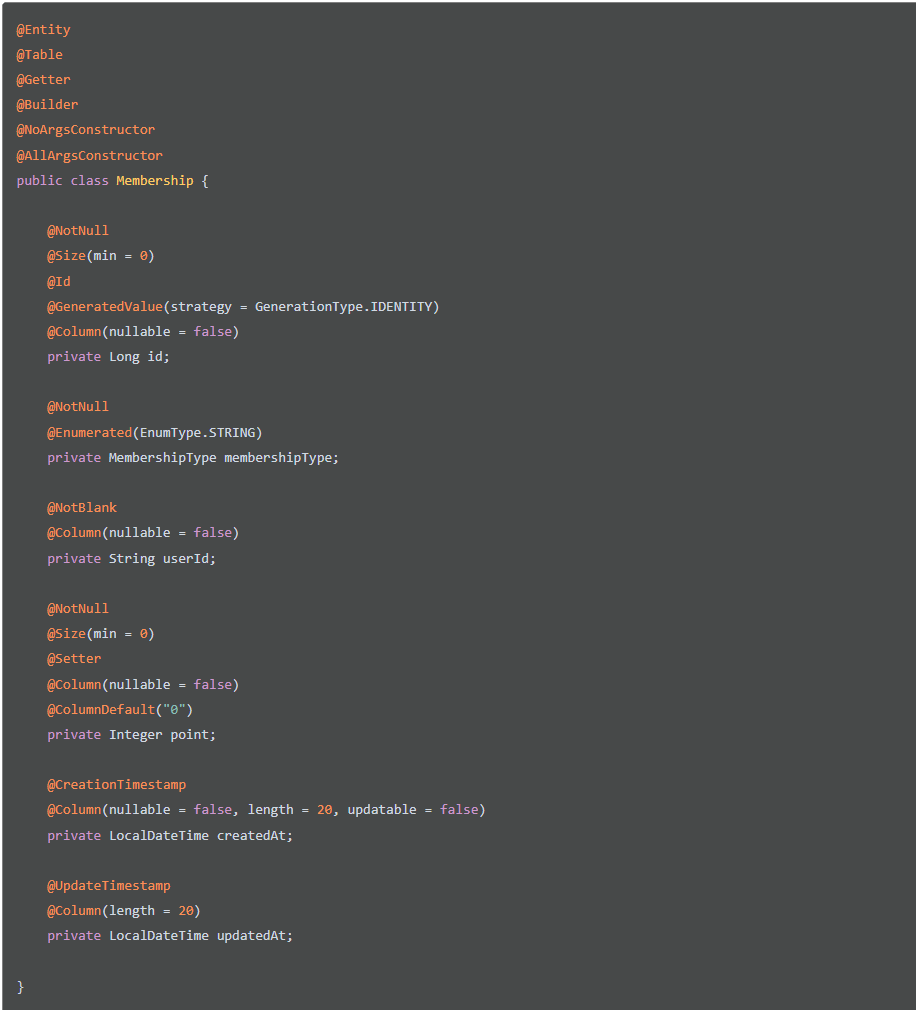 @Entity
@Table
@Getter
@Builder
@NoArgsConstructor
@AllArgsConstructor
public class Membership {
@NotNull
@Size(min = 0)
@Id
@GeneratedValue(strategy = GenerationType.IDENTITY)
@Column(nullable = false)
private Long id;
@NotNull
@Enumerated(EnumType.STRING)
private MembershipType membershipType;
@NotBlank
@Column(nullable = false)
private String userId;
@NotNull
@Size(min = 0)
@Setter
@Column(nullable = false)
@ColumnDefault("0")
private Integer point;
@CreationTimestamp
@Column(nullable = false, length = 20, updatable = false)
private LocalDateTime createdAt;
@UpdateTimestamp
@Column(length = 20)
private LocalDateTime updatedAt;
}